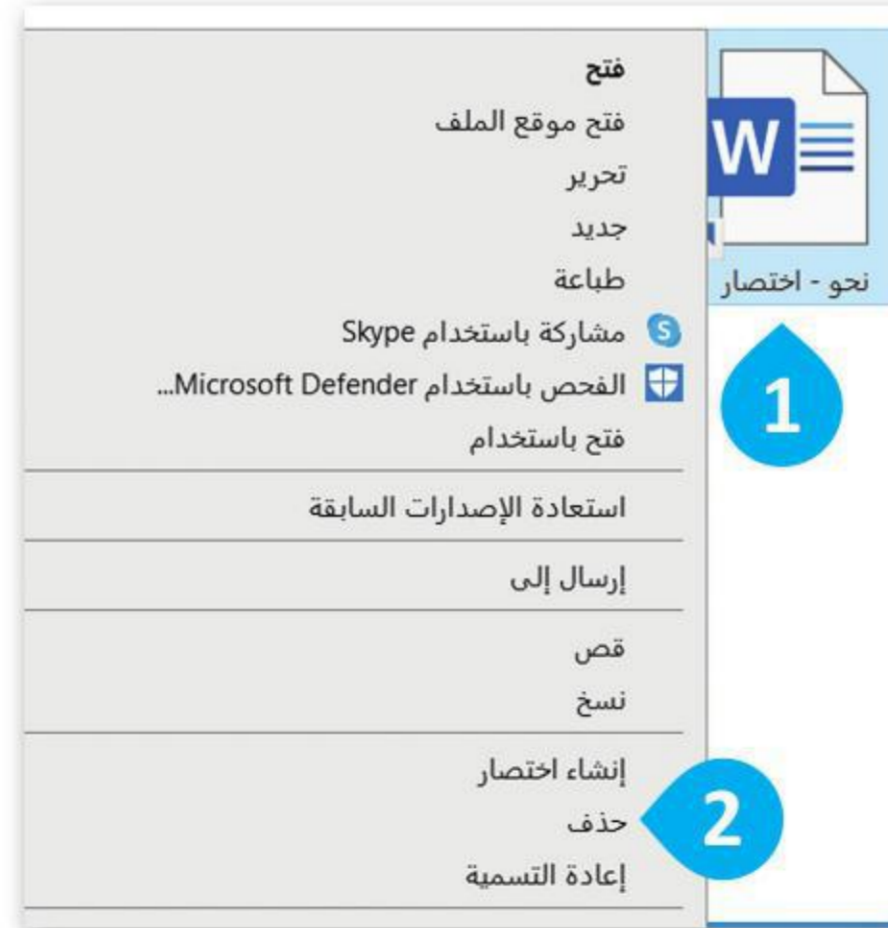 فتح
فتح موقع الملف
تحرير
جديد
طباعة
مشاركة باستخدام Skype
الفحص باستخدام Microsoft Defender...
فتح باستخدام
استعادة الإصدارات السابقة
إرسال إلى
قص
نسخ
إنشاء اختصار
حذف
إعادة التسمية
W
نحو - اختصار
1
2